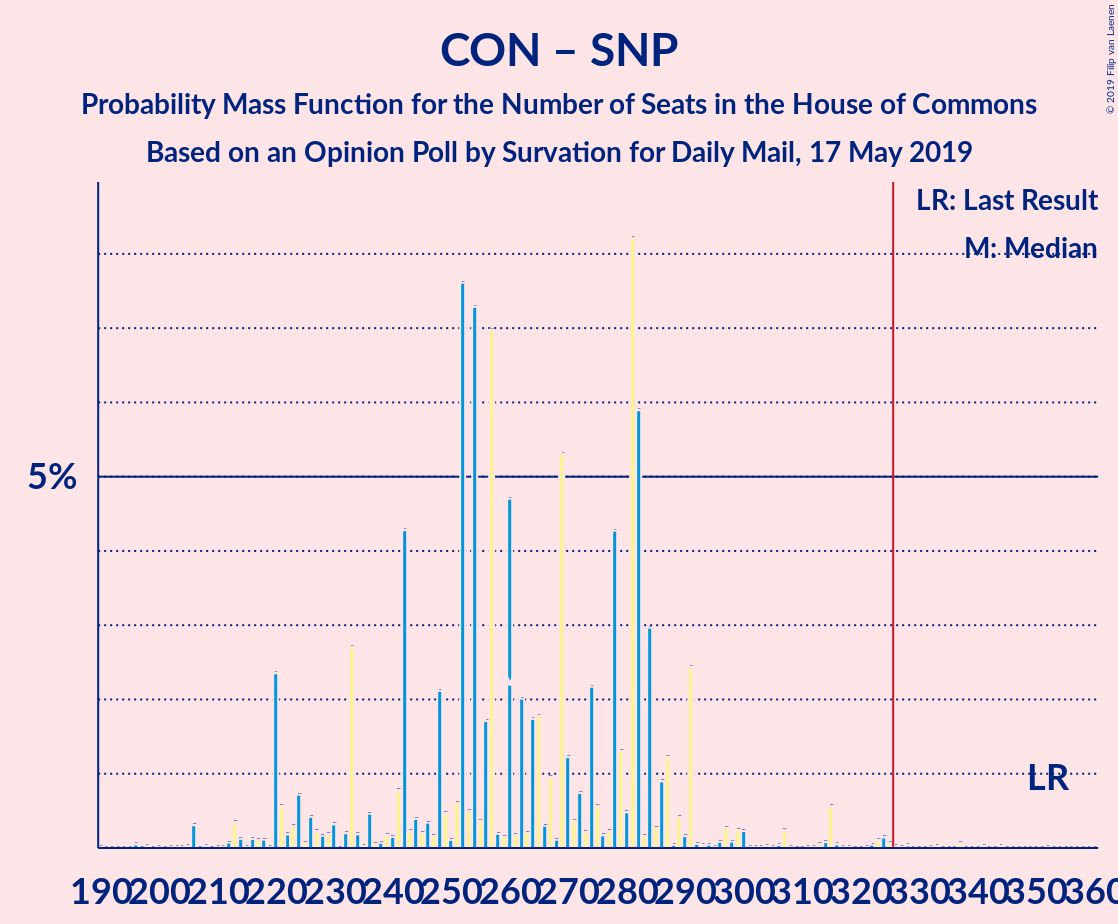 CON – SNP
Probability Mass Function for the Number of Seats in the House of Commons
Based on an Opinion Poll by Survation for Daily Mail, 17 May 2019
© 2019 Filip van Laenen
LR: Last Result
M: Median
5%
LR
190 200 210 220 230 240 250 260 270 280 290 300 310 320 330 340 350 360